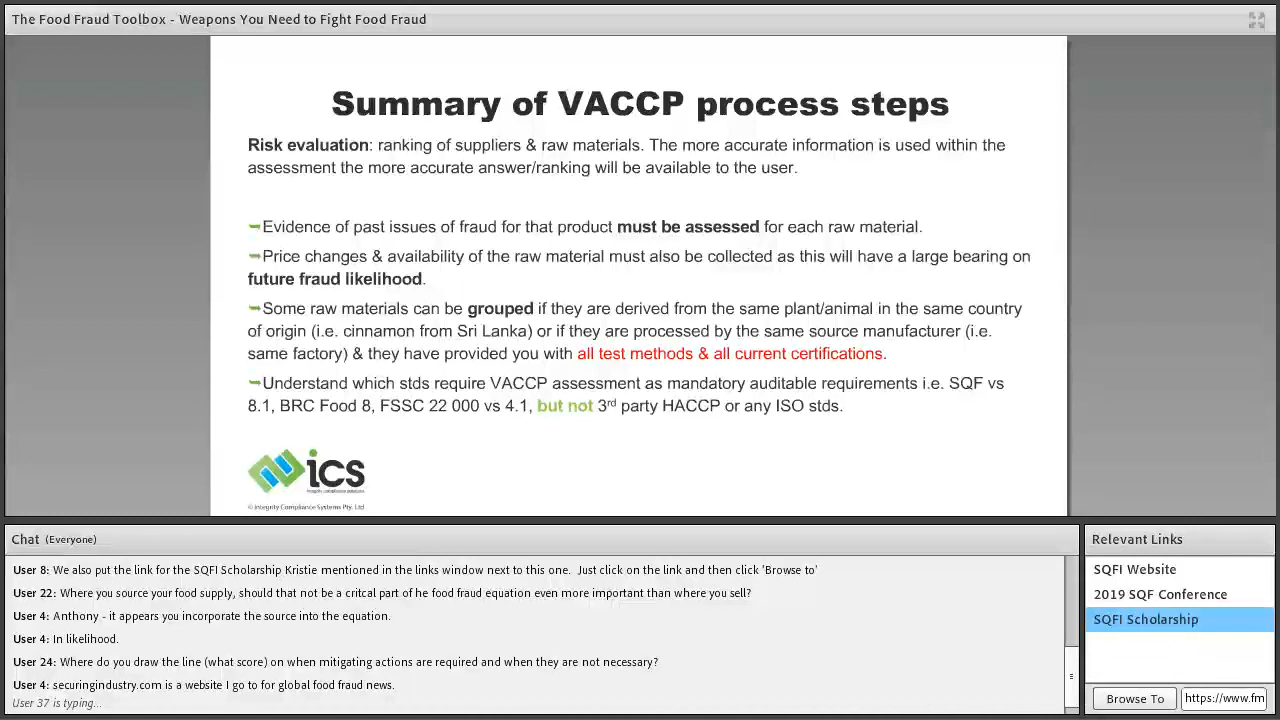 The Food Fraud Toolbox - Weapons You Need to Fight Food Fraud
Summary of VACCP process steps
Risk evaluation: ranking of suppliers & raw materials. The more accurate information is used within the
assessment the more accurate answer/ranking will be available to the user.
Evidence of past issues of fraud for that product must be assessed for each raw material.
Price changes & availability of the raw material must also be collected as this will have a large bearing on
future fraud likelihood.
Some raw materials can be grouped if they are derived from the same plant/animal in the same country
of origin (i.e. cinnamon from Sri Lanka) or if they are processed by the same source manufacturer (i.e.
same factory) & they have provided you with all test methods & all current certifications.
Understand which stds require VACCP assessment as mandatory auditable requirements i.e. SQF vs
8.1, BRC Food 8, FSSC 22 000 vs 4.1, but not 3rd party HACCP or any ISO stds.
ics
integrity compliance solutions
© Integrity Compliance Systems Pty. Ltd
Chat (Everyone)
User 8: We also put the link for the SQFI Scholarship Kristie mentioned in the links window next to this one. Just click on the link and then click 'Browse to'
User 22: Where you source your food supply, should that not be a critcal part of he food fraud equation even more important than where you sell?
User 4: Anthony - it appears you incorporate the source into the equation.
User 4: In likelihood.
User 24: Where do you draw the line (what score) on when mitigating actions are required and when they are not necessary?
User 4: securingindustry.com is a website I go to for global food fraud news.
User 37 is typing...
Relevant Links
SQFI Website
2019 SQF Conference
SQFI Scholarship
Browse To
https://www.fm